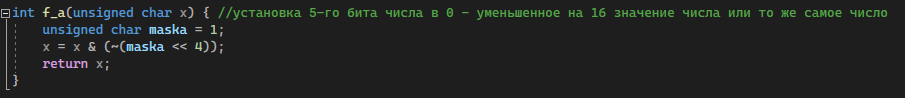 int f_a(unsigned char x) { //установка 5-го бита числа в 0 - уменьшенное на 16 значение числа или то же самое число
unsigned char maska = 1;
x = x & (~(maska << 4));
return x;
}